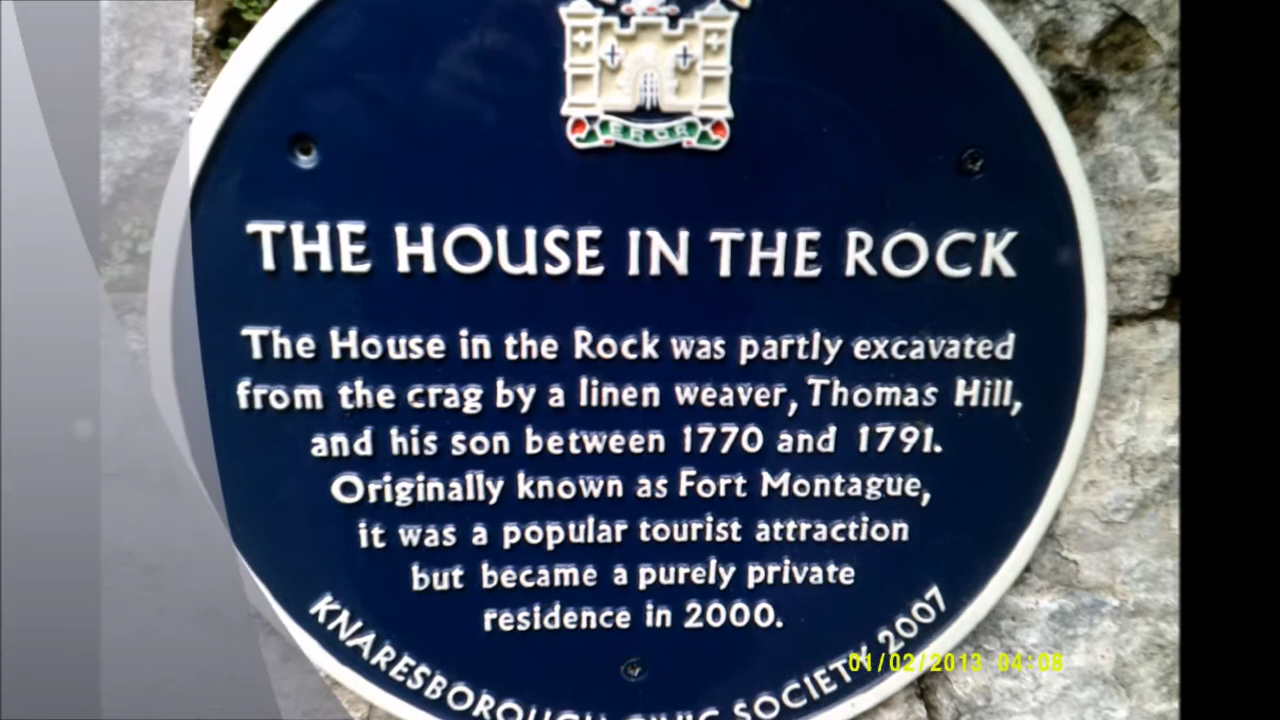 EROR
THE HOUSE IN THE ROCK
The House in the Rock was partly excavated
from the crag by a linen weaver, Thomas Hill,
and his son between 1770 and 1791.
Originally known as Fort Montague,
it was a popular tourist attraction
but became a purely private
residence in 2000.
KNARESBOROUGH CIVIC SOCIETY 2007
01/02/2013 04:08